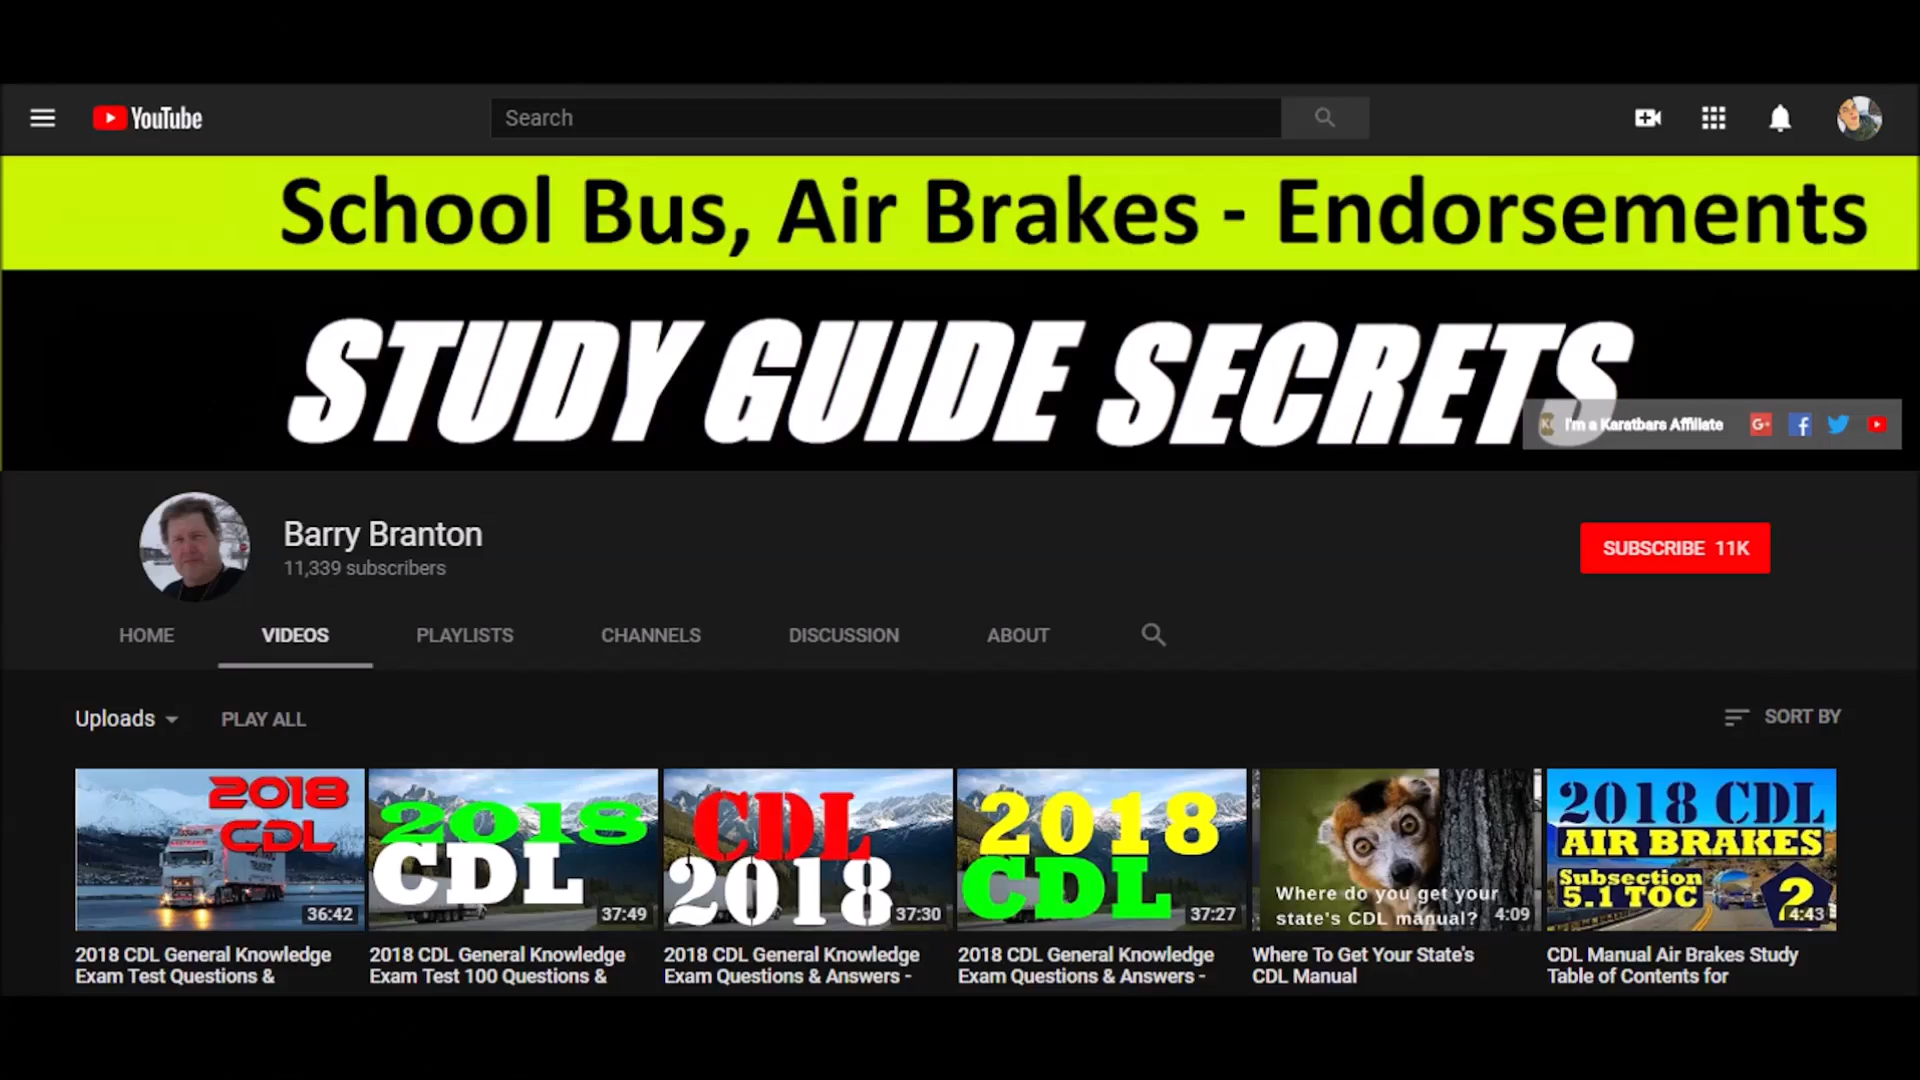 YouTube
Search
School Bus, Air Brakes - Endorsements
STUDY GUIDE SECRETS
I'm a Karatbars Affiliate
Barry Branton
11,339 subscribers
SUBSCRIBE 11K
HOME VIDEOS PLAYLISTS CHANNELS DISCUSSION ABOUT
Uploads PLAY ALL SORT BY
2018
CDL
36:42
2018
CDL
37:49
CDL
2018
37:30
2018
CDL
37:27
Where do you get your
state's CDL manual?
4:09
2018 CDL
AIR BRAKES
Subsection
5.1 TOC
2
4:43
2018 CDL General Knowledge
Exam Test Questions &
2018 CDL General Knowledge
Exam Test 100 Questions &
2018 CDL General Knowledge
Exam Questions & Answers -
2018 CDL General Knowledge
Exam Questions & Answers -
Where To Get Your State's
CDL Manual
CDL Manual Air Brakes Study
Table of Contents for